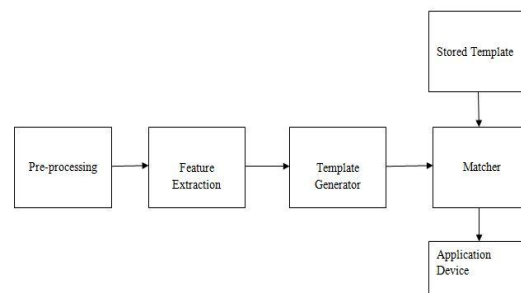 Stored Template
Pre-processing
Feature
Extraction
Template
Generator
Matcher
Application
Device